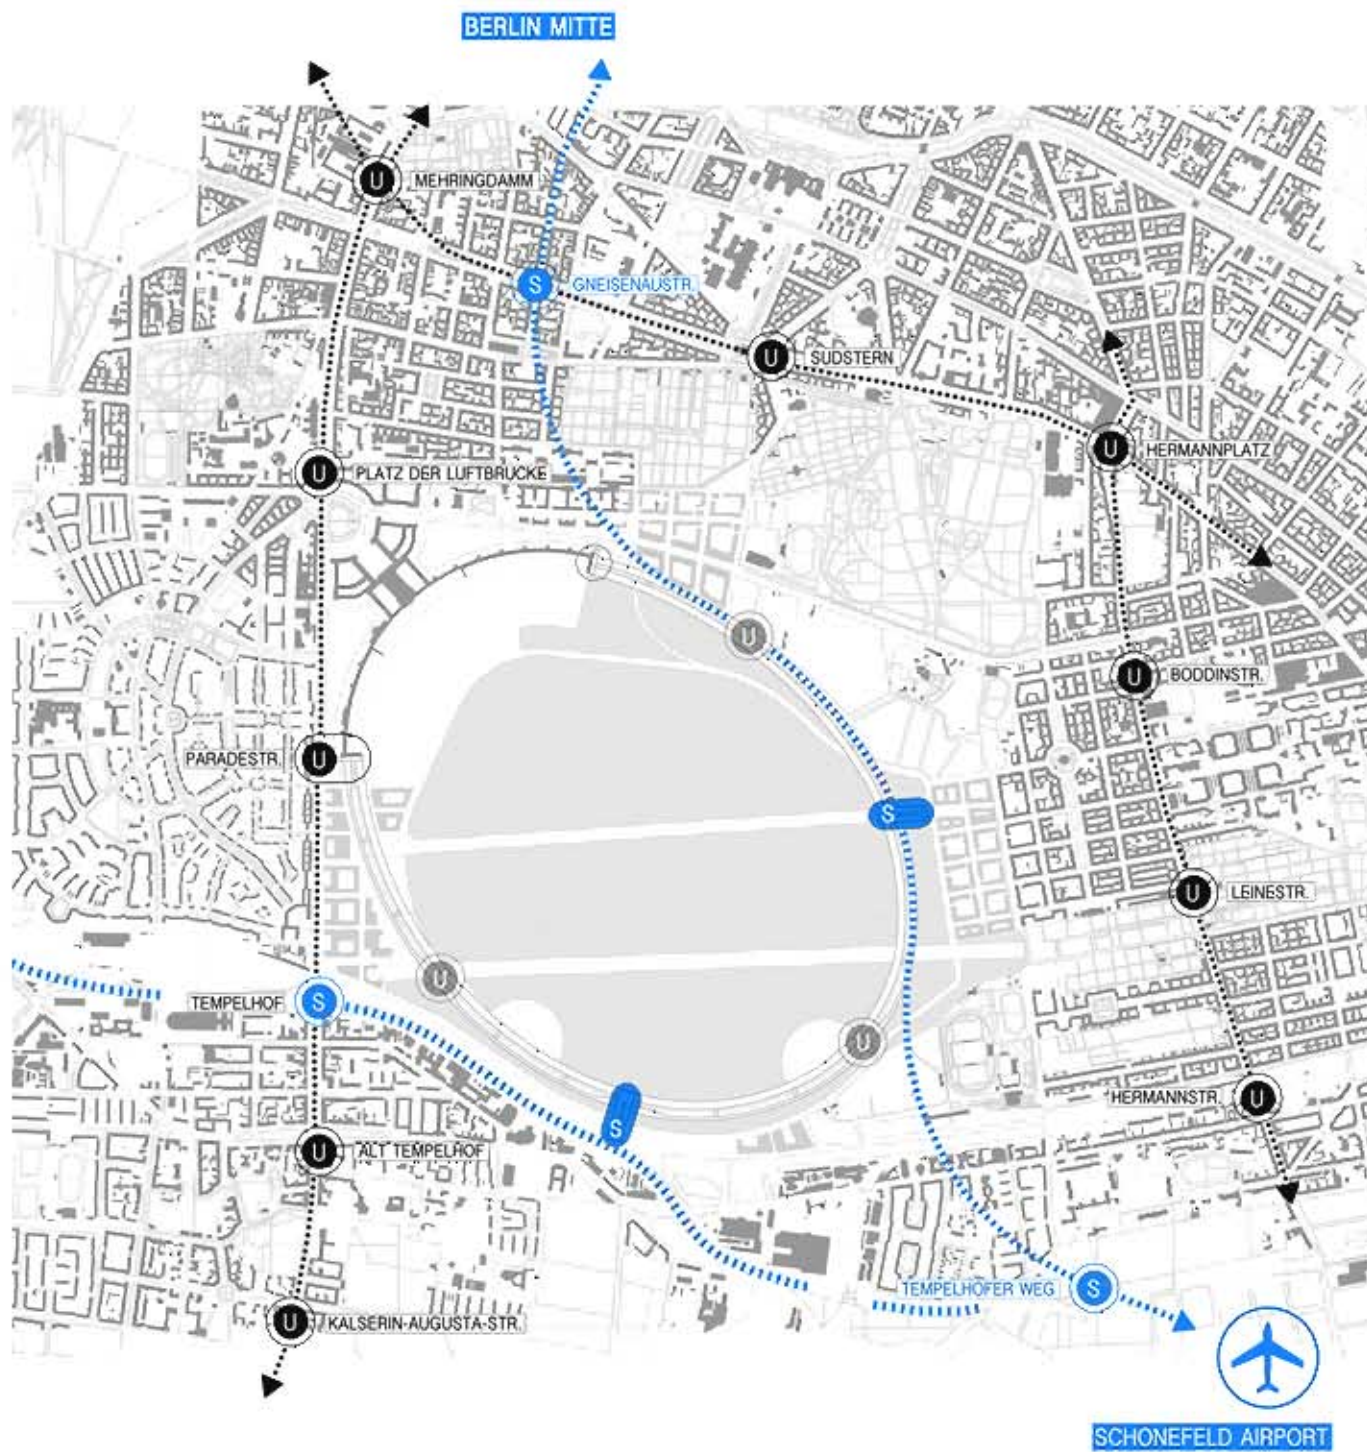 BERLIN MITTE
U MEHRINGDAMM
S GNEISENAUSTR.
U SUDSTERN
U HERMANNPLATZ
U PLATZ DER LUFTBRUCKE
U
U BODDINSTR.
PARADESTR. U
S
U LEINESTR.
U
TEMPELHOF S
U
HERMANNSTR. U
S
U ALT TEMPELHOF
TEMPELHOFER WEG S
U KALSERIN-AUGUSTA-STR.
SCHONEFELD AIRPORT